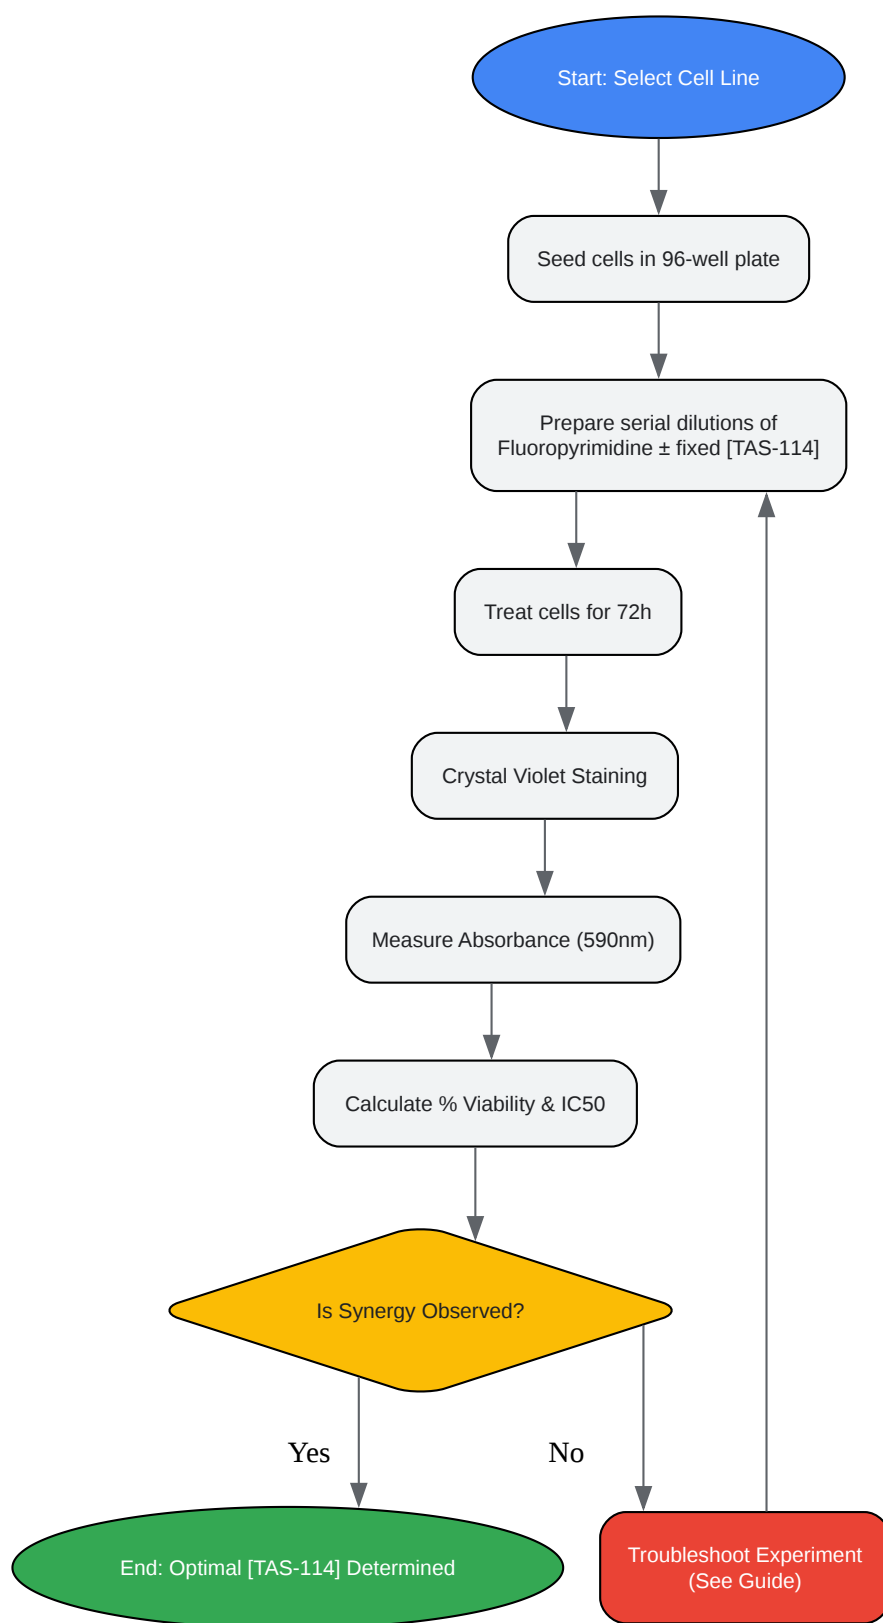 Start: Select Cell Line
Seed cells in 96-well plate
Prepare serial dilutions of
Fluoropyrimidine ± fixed [TAS-114]
Treat cells for 72h
Crystal Violet Staining
Measure Absorbance (590nm)
Calculate % Viability & IC50
Is Synergy Observed?
Yes
No
End: Optimal [TAS-114] Determined
Troubleshoot Experiment
(See Guide)